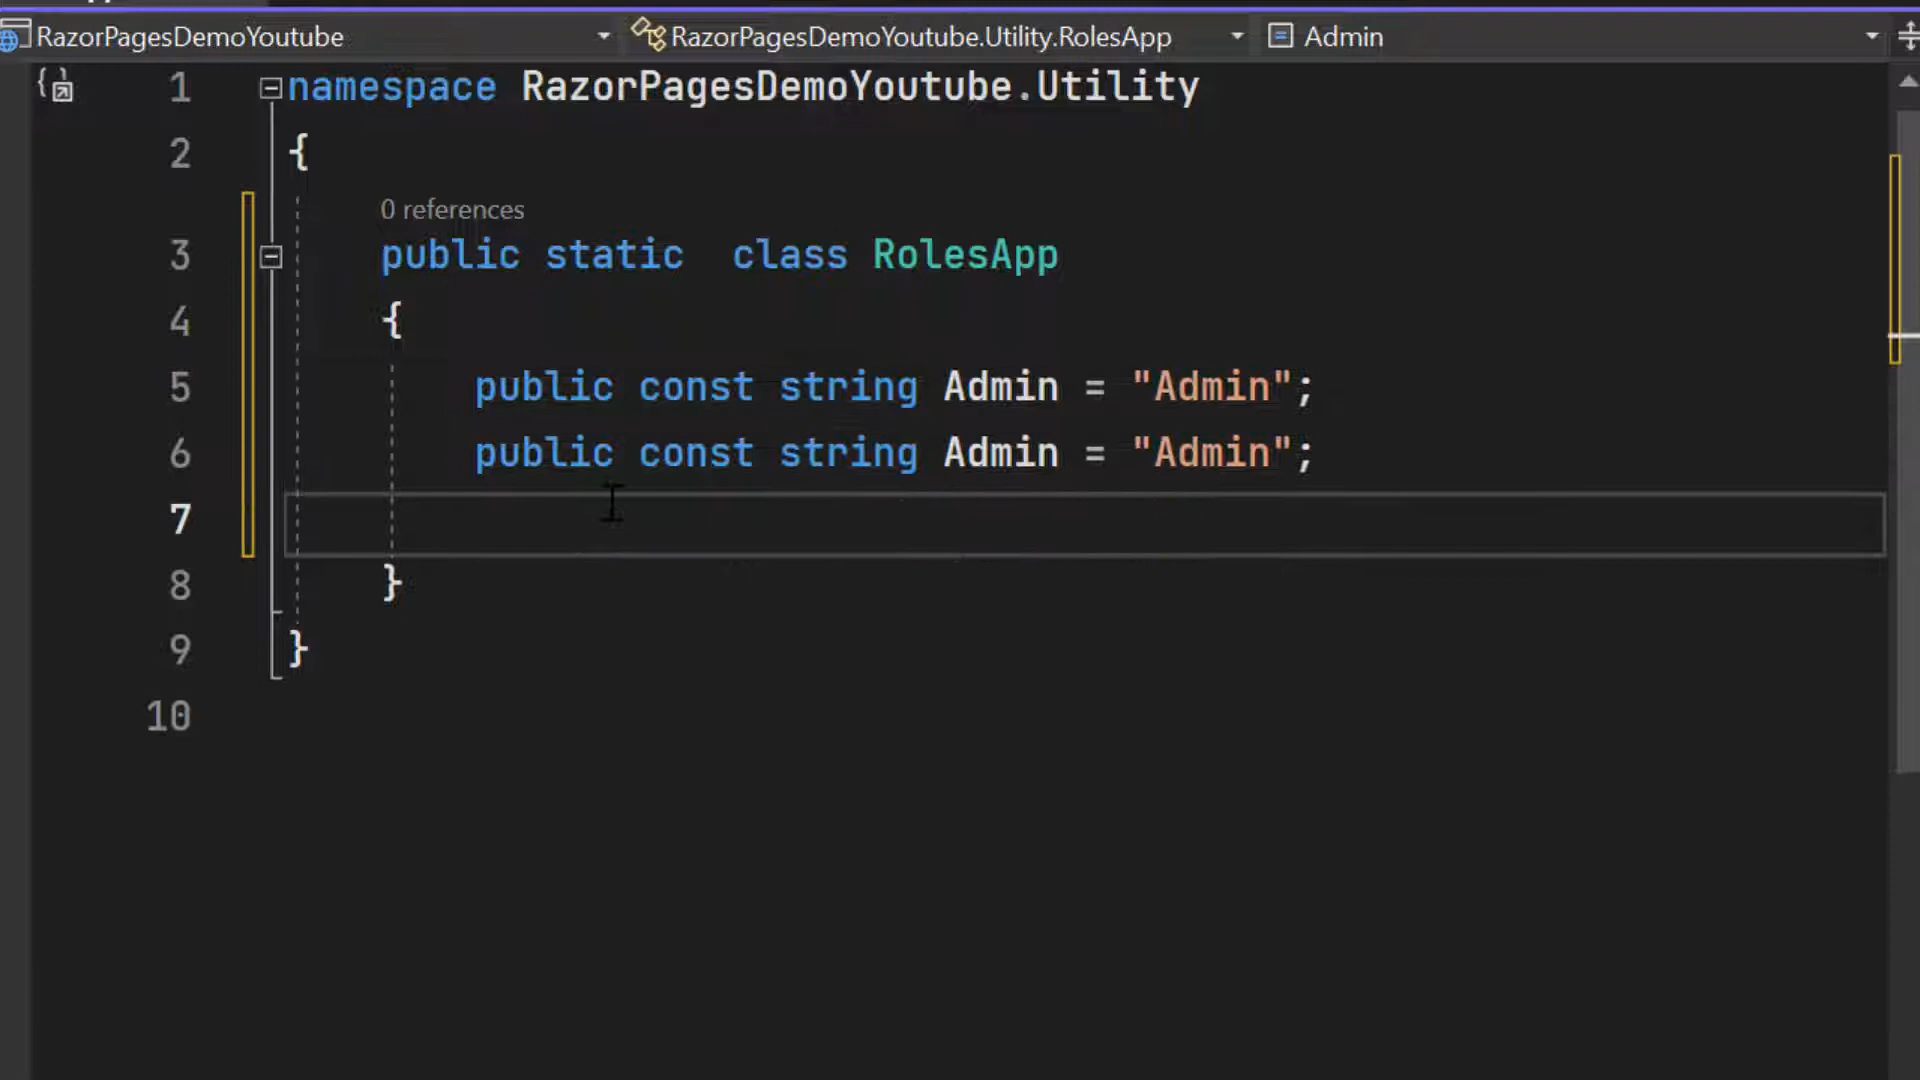 RazorPagesDemoYoutube RazorPagesDemoYoutube.Utility.RolesApp Admin
1 namespace RazorPagesDemoYoutube.Utility
2 {
0 references
3 public static  class RolesApp
4 {
5 public const string Admin = "Admin";
6 public const string Admin = "Admin";
7
8 }
9 }
10